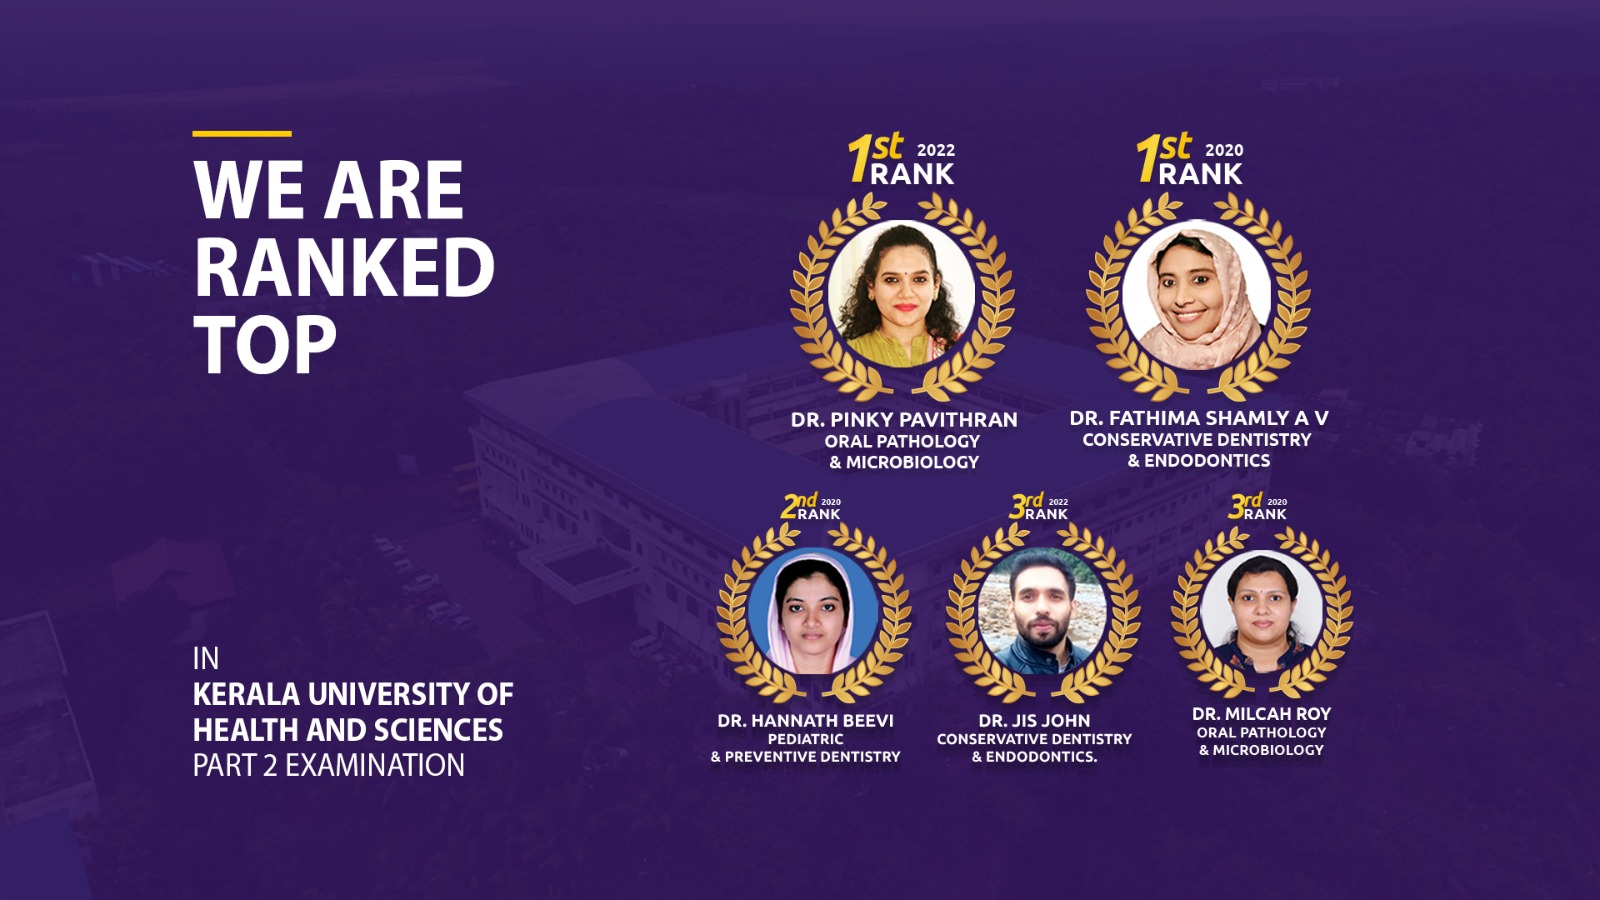 WE ARE
RANKED
TOP
IN
KERALA UNIVERSITY OF
HEALTH AND SCIENCES
PART 2 EXAMINATION
1st 2022
RANK
DR. PINKY PAVITHRAN
ORAL PATHOLOGY
& MICROBIOLOGY
1st 2020
RANK
DR. FATHIMA SHAMLY A V
CONSERVATIVE DENTISTRY
& ENDODONTICS
2nd 2020
RANK
DR. HANNATH BEEVI
PEDIATRIC
& PREVENTIVE DENTISTRY
3rd 2022
RANK
DR. JIS JOHN
CONSERVATIVE DENTISTRY
& ENDODONTICS.
3rd 2020
RANK
DR. MILCAH ROY
ORAL PATHOLOGY
& MICROBIOLOGY